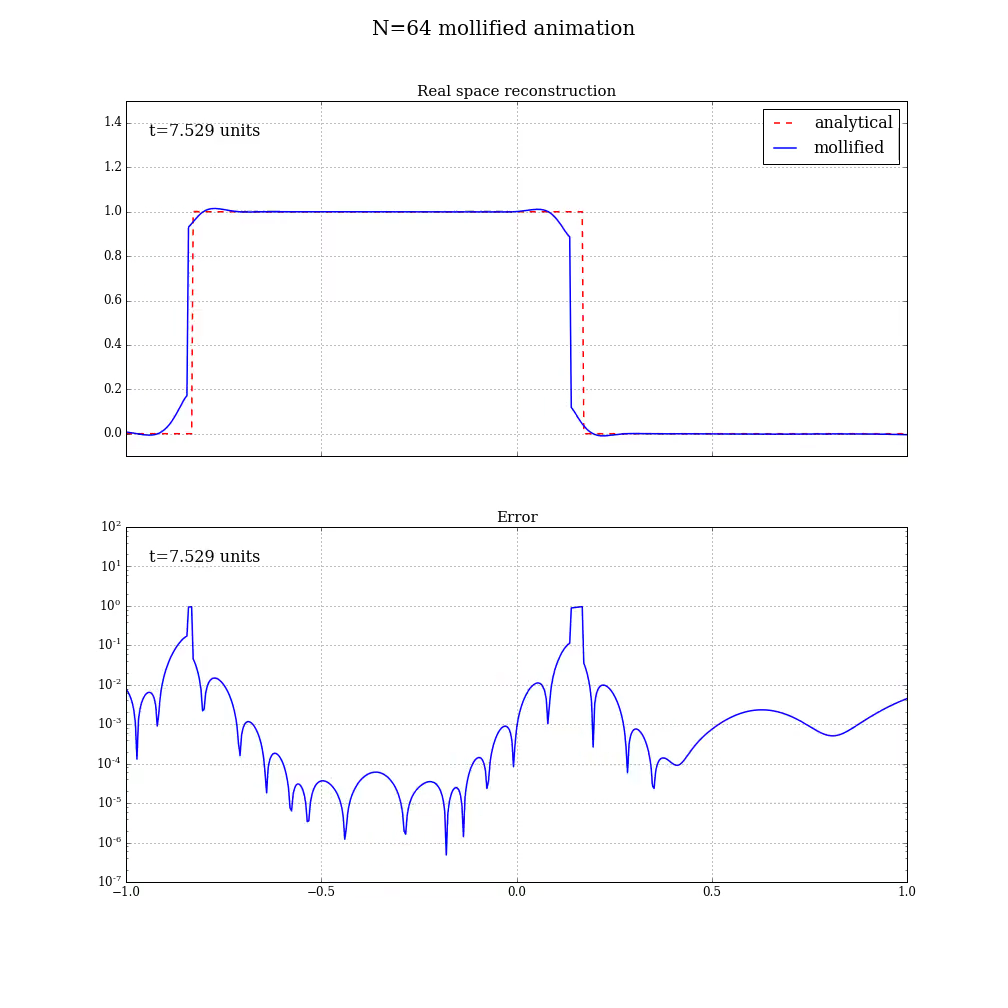 N=64 mollified animation
Real space reconstruction
t=7.529 units
analytical
mollified
1.4
1.2
1.0
0.8
0.6
0.4
0.2
0.0
Error
t=7.529 units
10²
10¹
10⁰
10⁻¹
10⁻²
10⁻³
10⁻⁴
10⁻⁵
10⁻⁶
10⁻⁷
−1.0 −0.5 0.0 0.5 1.0